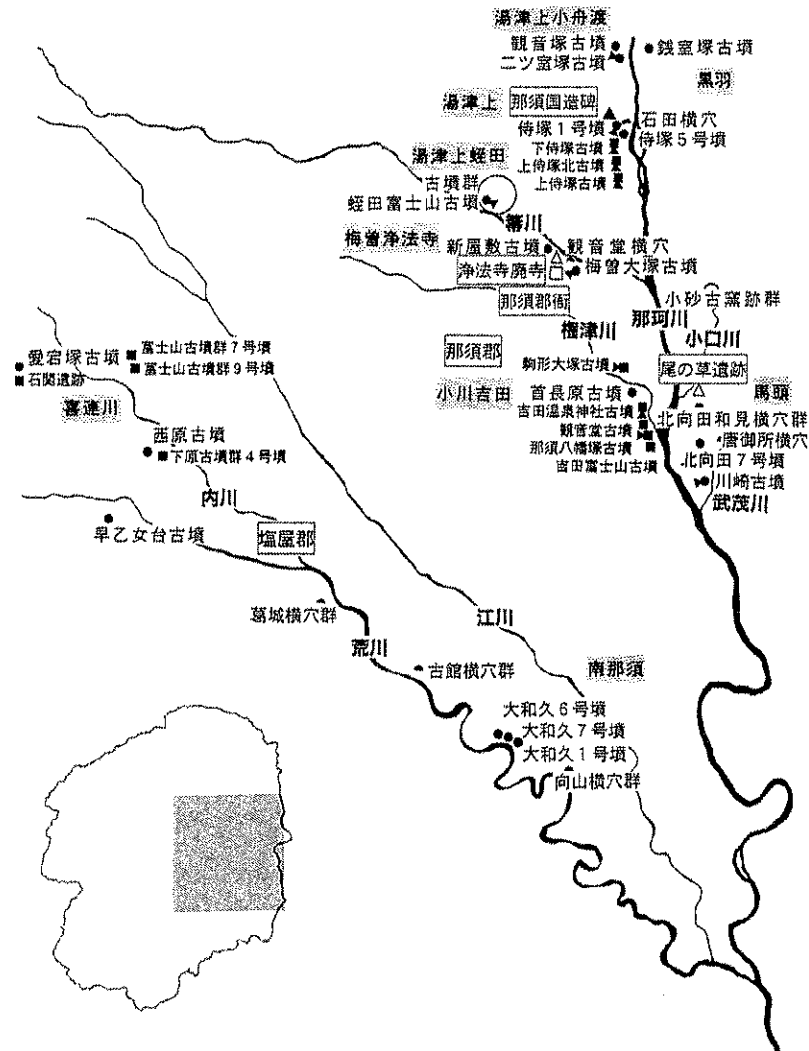 湯津上小舟渡
観音塚古墳
銭室塚古墳
二ツ室塚古墳
黒羽
湯津上
那須国造碑
石田横穴
侍塚1号墳
侍塚5号墳
下侍塚古墳
上侍塚北古墳
上侍塚古墳
湯津上蛭田
古墳群
蛭田富士山古墳
箒川
梅曽浄法寺
新屋敷古墳
観音堂横穴
浄法寺廃寺
梅曽大塚古墳
那須郡衙
小砂古窯跡群
那珂川
権津川
小口川
那須郡
駒形大塚古墳
尾の草遺跡
小川吉田
首長原古墳
馬頭
吉田温泉神社古墳
北向田和見横穴群
観音堂古墳
唐御所横穴
那須八幡塚古墳
北向田7号墳
吉田富士山古墳
川崎古墳
武茂川
愛宕塚古墳
富士山古墳群7号墳
石関遺跡
富士山古墳群9号墳
喜連川
西原古墳
下原古墳群4号墳
内川
早乙女台古墳
塩屋郡
葛城横穴群
荒川
江川
古館横穴群
南那須
大和久6号墳
大和久7号墳
大和久1号墳
向山横穴群